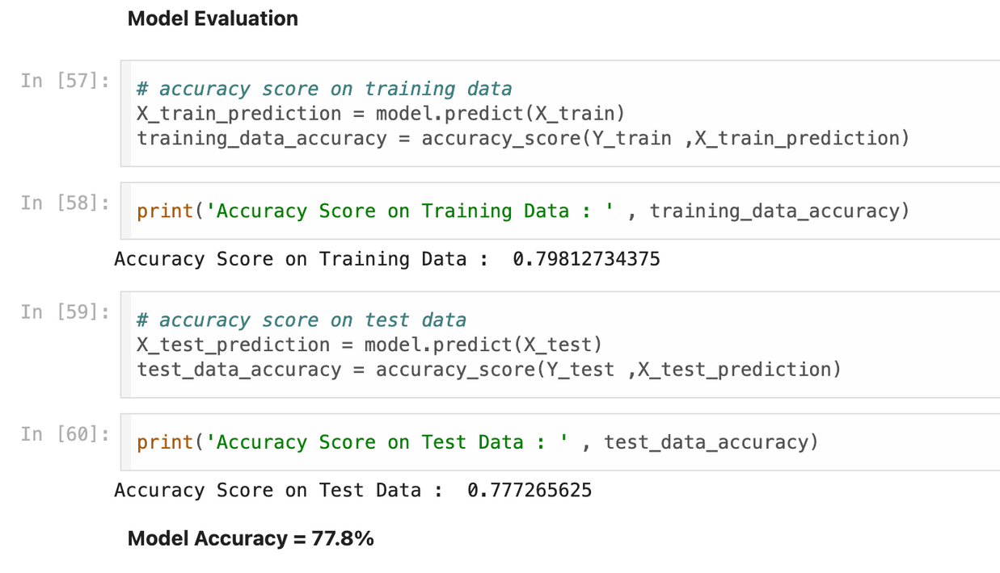 Model Evaluation
In [57]:
# accuracy score on training data
X_train_prediction = model.predict(X_train)
training_data_accuracy = accuracy_score(Y_train ,X_train_prediction)
In [58]:
print('Accuracy Score on Training Data : ' , training_data_accuracy)
Accuracy Score on Training Data :  0.79812734375
In [59]:
# accuracy score on test data
X_test_prediction = model.predict(X_test)
test_data_accuracy = accuracy_score(Y_test ,X_test_prediction)
In [60]:
print('Accuracy Score on Test Data : ' , test_data_accuracy)
Accuracy Score on Test Data :  0.777265625
Model Accuracy = 77.8%